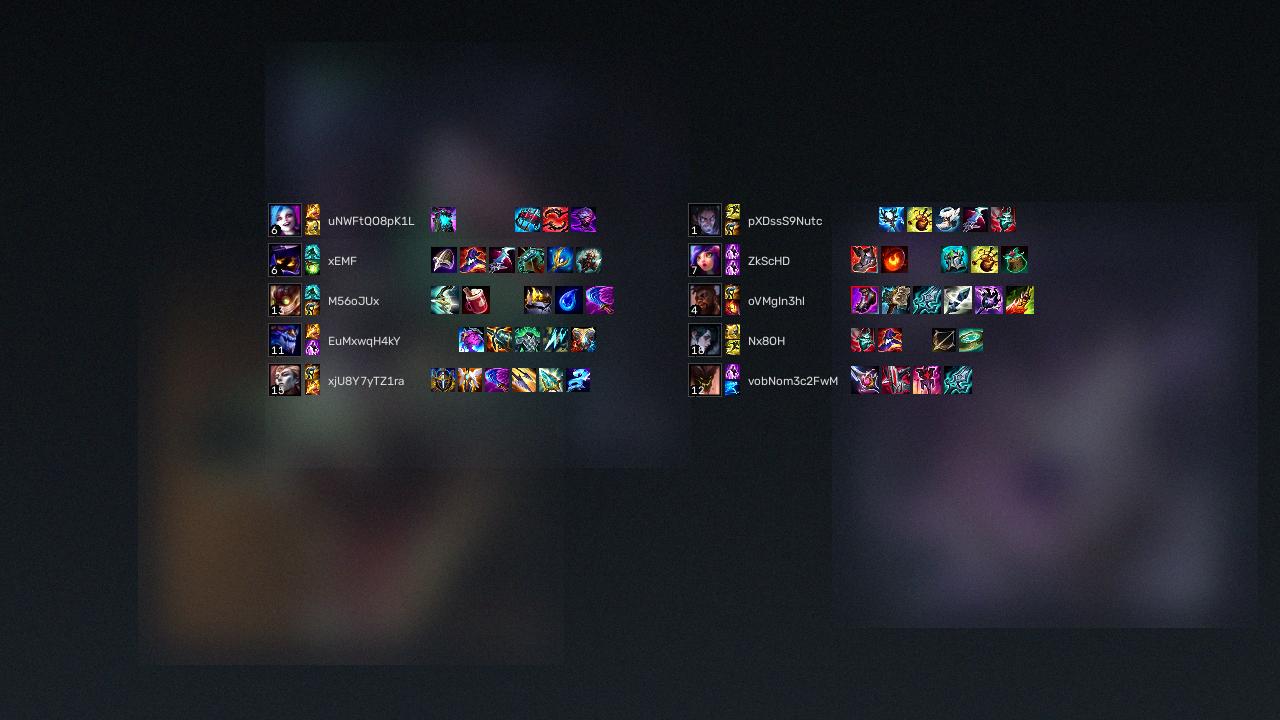 6 uNWFtQO8pK1L
6 xEMF
13 M56oJUx
11 EuMxwqH4kY
15 xjU8Y7yTZ1ra
1 pXDssS9Nutc
7 ZkScHD
4 oVMgIn3hl
18 Nx8OH
12 vobNom3c2FwM